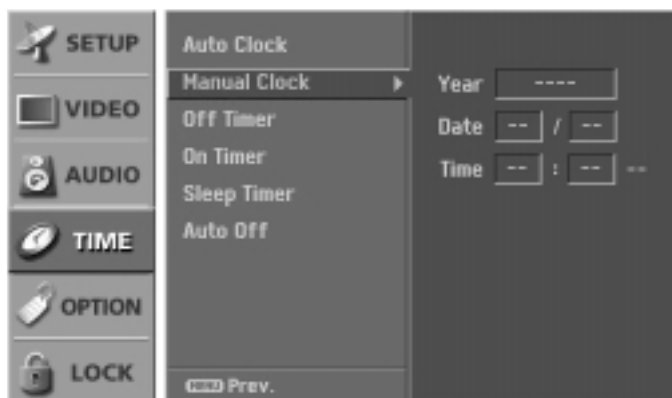 SETUP
VIDEO
AUDIO
TIME
OPTION
LOCK
Auto Clock
Manual Clock
Off Timer
On Timer
Sleep Timer
Auto Off
MENU Prev.
Year ----
Date -- / --
Time -- : -- --